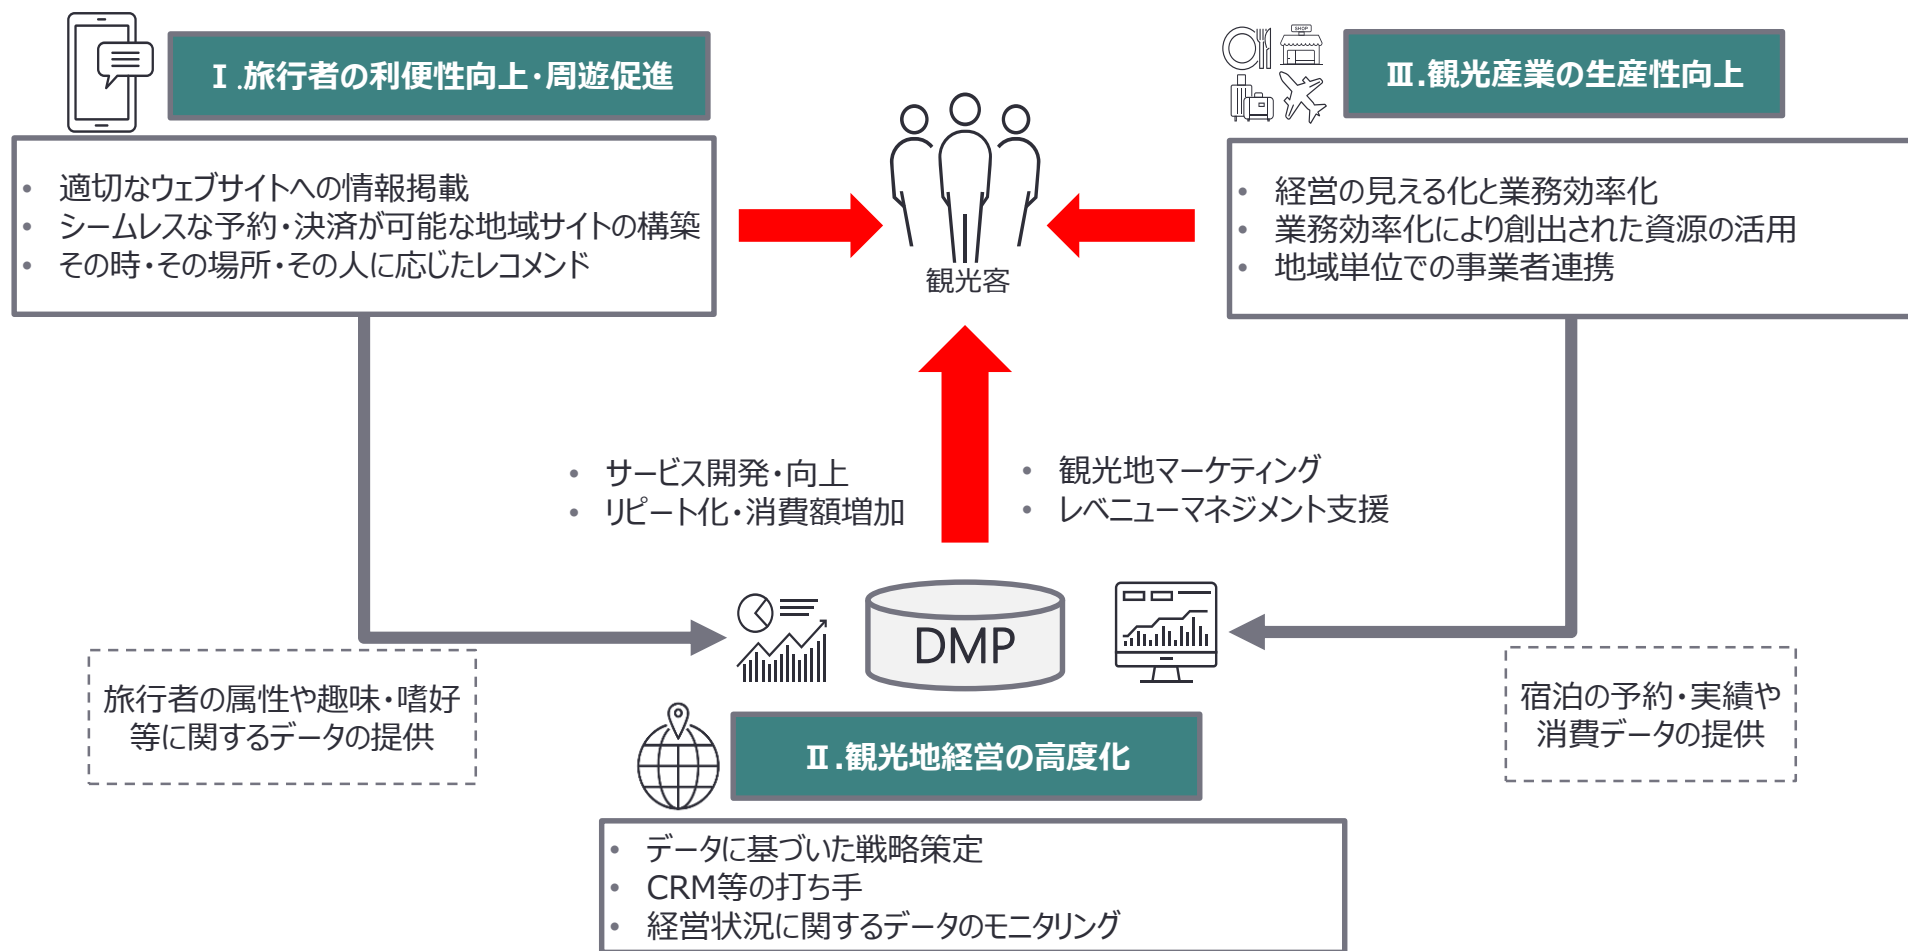 Ⅰ.旅行者の利便性向上・周遊促進
• 適切なウェブサイトへの情報掲載
• シームレスな予約・決済が可能な地域サイトの構築
• その時・その場所・その人に応じたレコメンド
観光客
SHOP
Ⅲ.観光産業の生産性向上
• 経営の見える化と業務効率化
• 業務効率化により創出された資源の活用
• 地域単位での事業者連携
• サービス開発・向上
• リピート化・消費額増加
• 観光地マーケティング
• レベニューマネジメント支援
DMP
旅行者の属性や趣味・嗜好
等に関するデータの提供
宿泊の予約・実績や
消費データの提供
Ⅱ.観光地経営の高度化
• データに基づいた戦略策定
• CRM等の打ち手
• 経営状況に関するデータのモニタリング